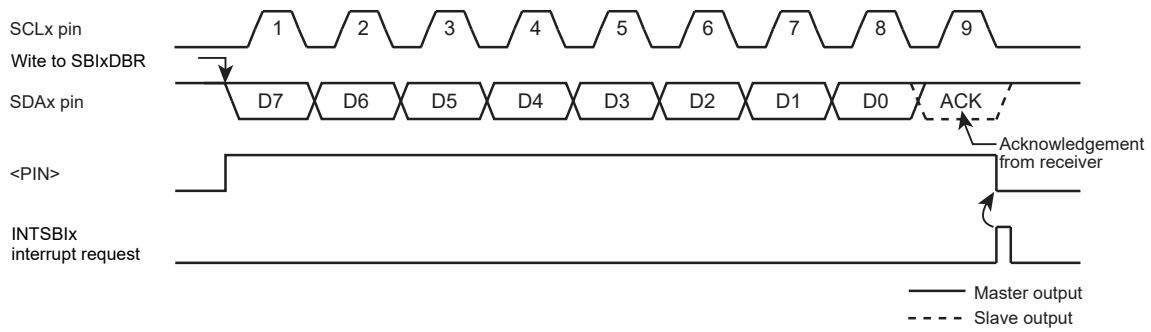 SCLx pin
1 2 3 4 5 6 7 8 9
Wite to SBIxDBR
SDAx pin
D7 D6 D5 D4 D3 D2 D1 D0 ACK
Acknowledgement
from receiver
<PIN>
INTSBIx
interrupt request
Master output
Slave output